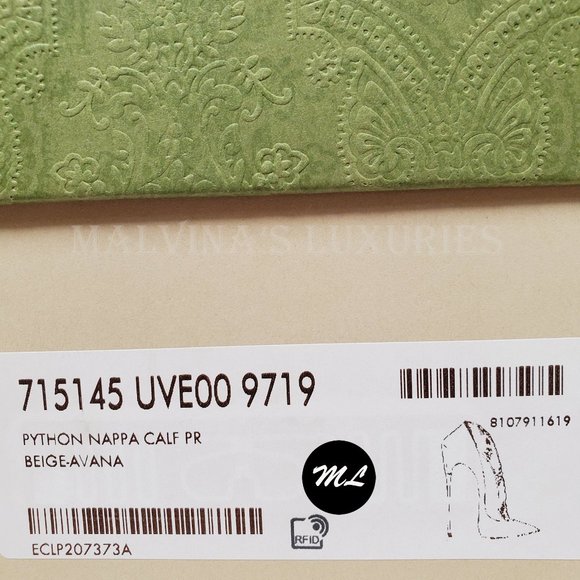 MALVINA'S LUXURIES
715145 UVE00 9719
8107911619
PYTHON NAPPA CALF PR
BEIGE-AVANA
ML
RFID
ECLP207373A